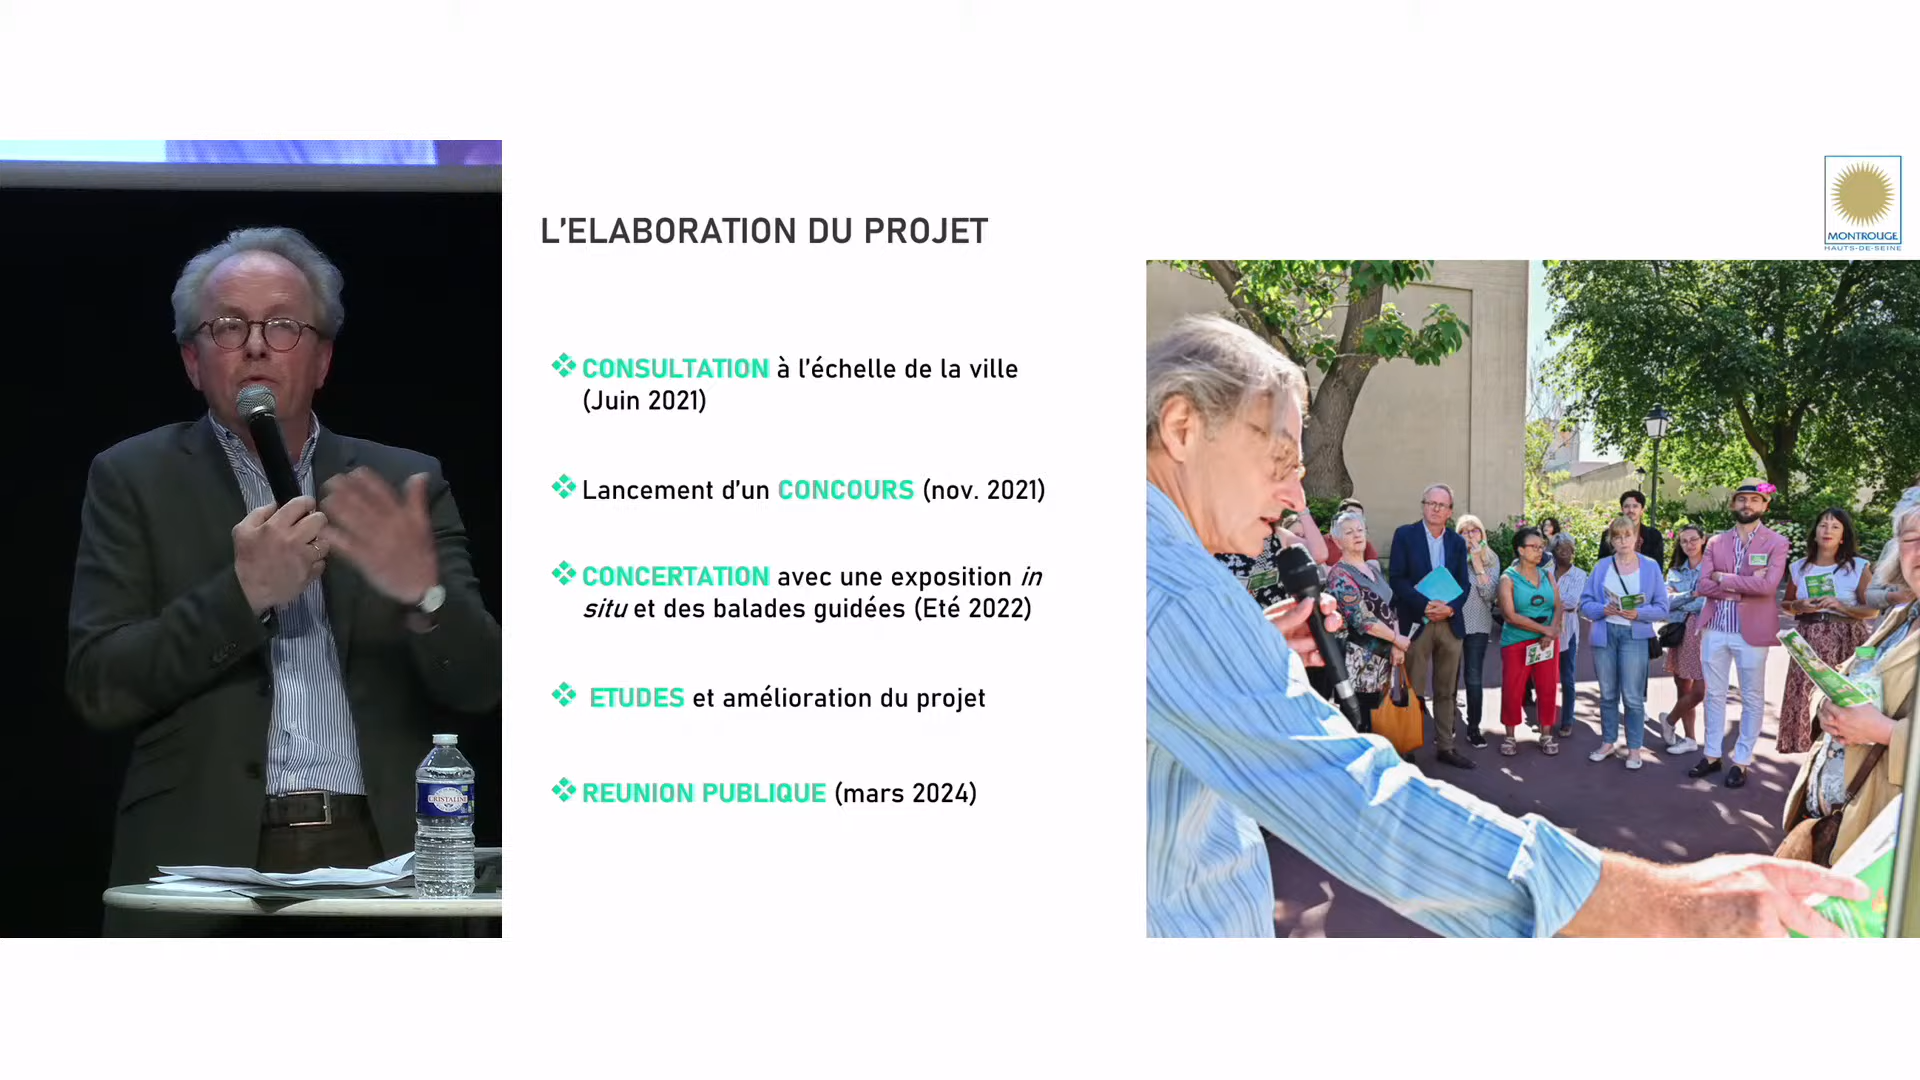 L'ELABORATION DU PROJET
MONTROUGE
HAUTS-DE-SEINE
CONSULTATION à l'échelle de la ville
(Juin 2021)
Lancement d'un CONCOURS (nov. 2021)
CONCERTATION avec une exposition in
situ et des balades guidées (Eté 2022)
ETUDES et amélioration du projet
REUNION PUBLIQUE (mars 2024)
CRISTALINE